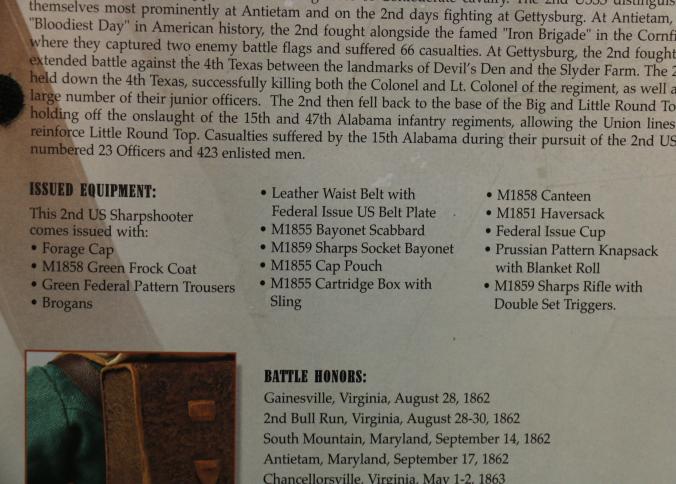 themselves most prominently at Antietam and on the 2nd days fighting at Gettysburg. At Antietam,
"Bloodiest Day" in American history, the 2nd fought alongside the famed "Iron Brigade" in the Cornfi
where they captured two enemy battle flags and suffered 66 casualties. At Gettysburg, the 2nd fought
extended battle against the 4th Texas between the landmarks of Devil's Den and the Slyder Farm. The 2
held down the 4th Texas, successfully killing both the Colonel and Lt. Colonel of the regiment, as well a
large number of their junior officers. The 2nd then fell back to the base of the Big and Little Round To
holding off the onslaught of the 15th and 47th Alabama infantry regiments, allowing the Union lines
reinforce Little Round Top. Casualties suffered by the 15th Alabama during their pursuit of the 2nd US
numbered 23 Officers and 423 enlisted men.
ISSUED EQUIPMENT:
This 2nd US Sharpshooter
comes issued with:
• Forage Cap
• M1858 Green Frock Coat
• Green Federal Pattern Trousers
• Brogans
• Leather Waist Belt with
Federal Issue US Belt Plate
• M1855 Bayonet Scabbard
• M1859 Sharps Socket Bayonet
• M1855 Cap Pouch
• M1855 Cartridge Box with
Sling
• M1858 Canteen
• M1851 Haversack
• Federal Issue Cup
• Prussian Pattern Knapsack
with Blanket Roll
• M1859 Sharps Rifle with
Double Set Triggers.
BATTLE HONORS:
Gainesville, Virginia, August 28, 1862
2nd Bull Run, Virginia, August 28-30, 1862
South Mountain, Maryland, September 14, 1862
Antietam, Maryland, September 17, 1862
Chancellorsville, Virginia, May 1-2, 1863